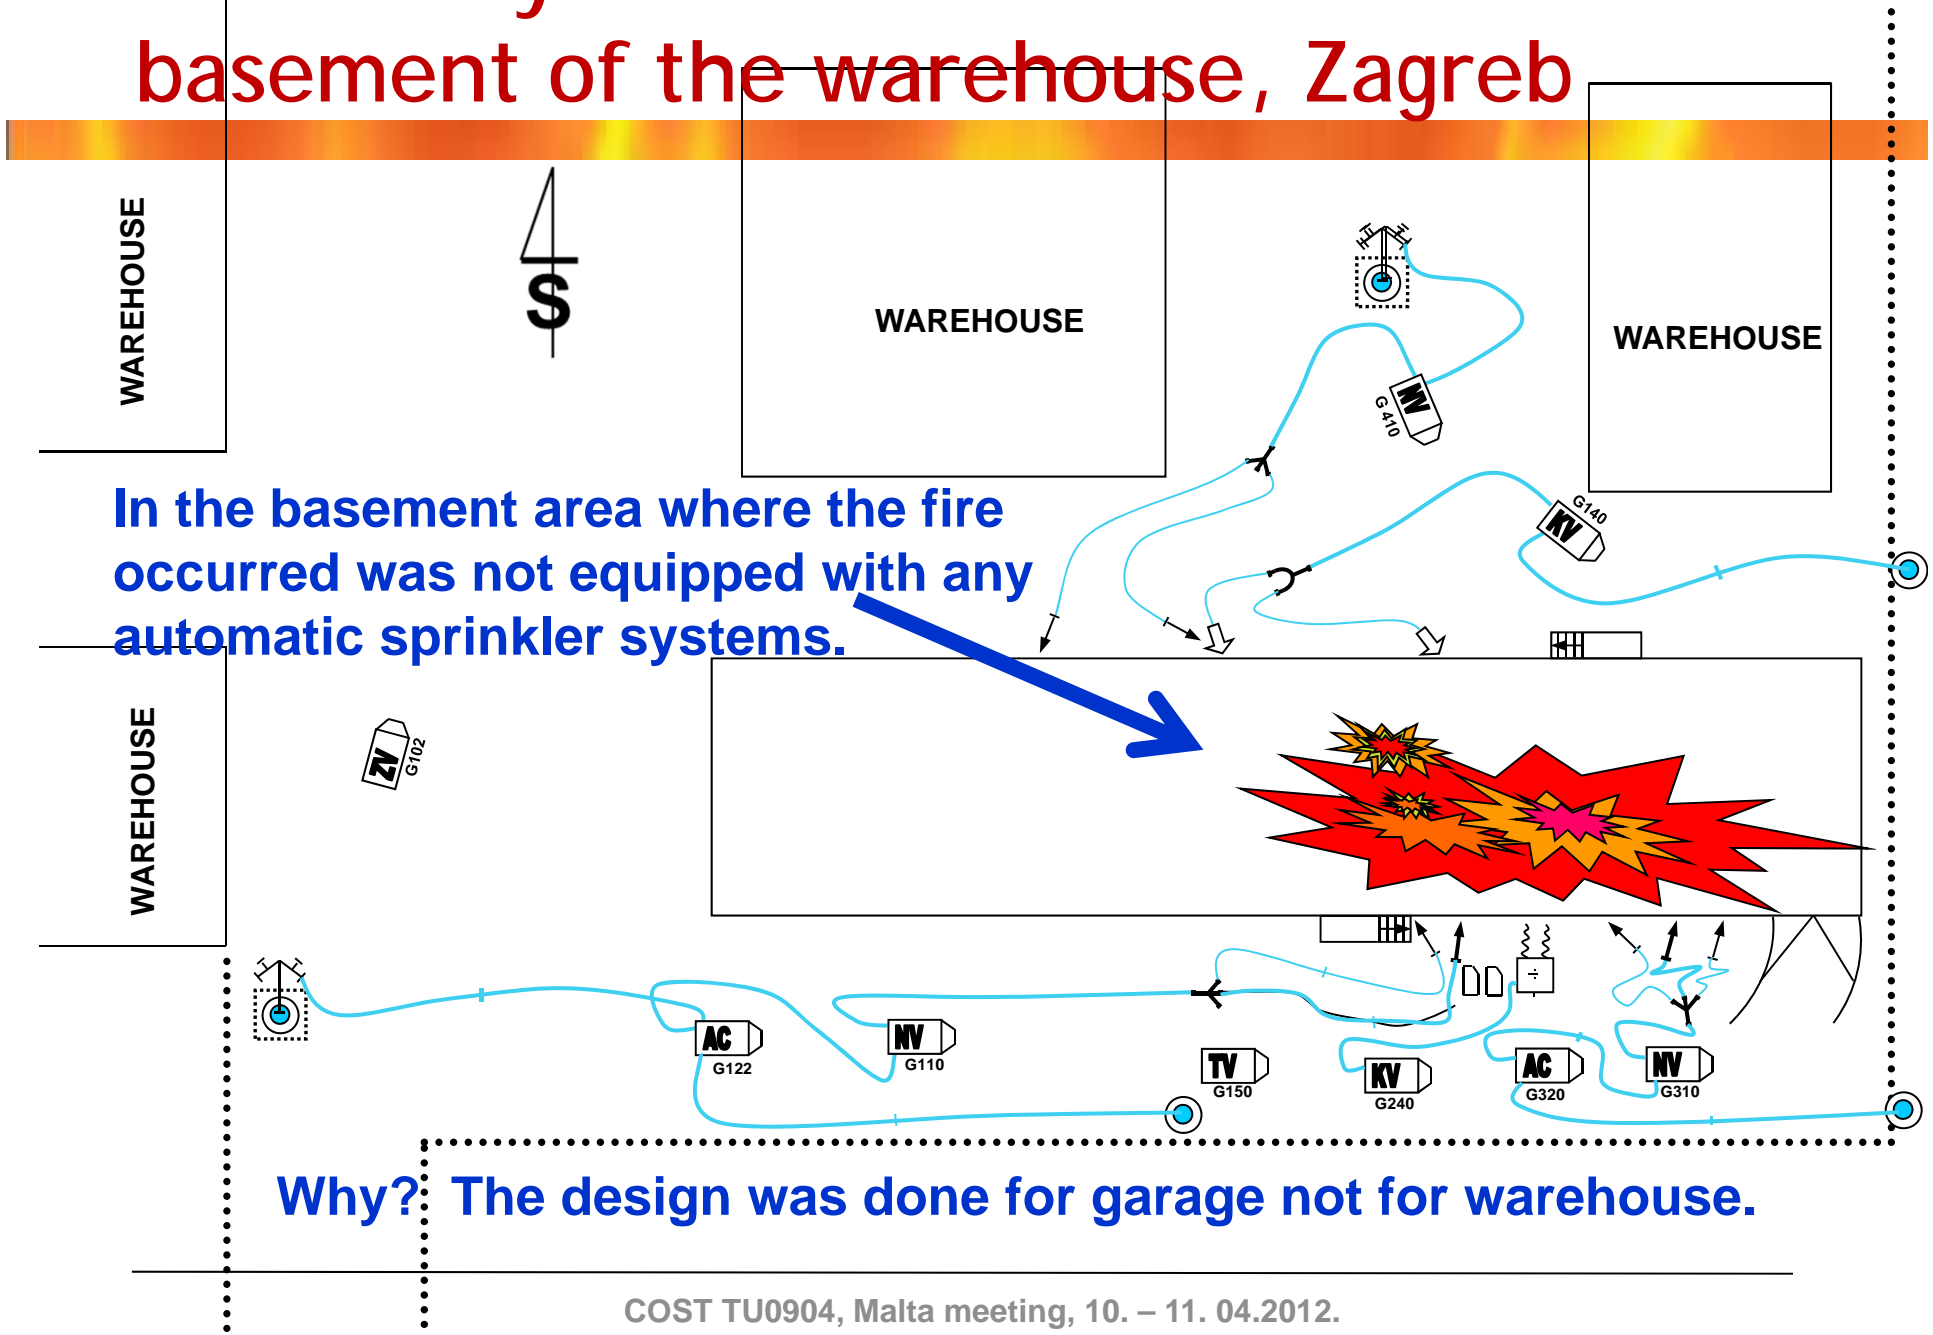 basement of the warehouse, Zagreb
WAREHOUSE
S
WAREHOUSE
WAREHOUSE
MV
G 410
In the basement area where the fire
occurred was not equipped with any
automatic sprinkler systems.
KV
G140
WAREHOUSE
ZV
G102
AC
G122
NV
G110
TV
G150
KV
G240
AC
G320
NV
G310
Why? The design was done for garage not for warehouse.
COST TU0904, Malta meeting, 10. – 11. 04.2012.